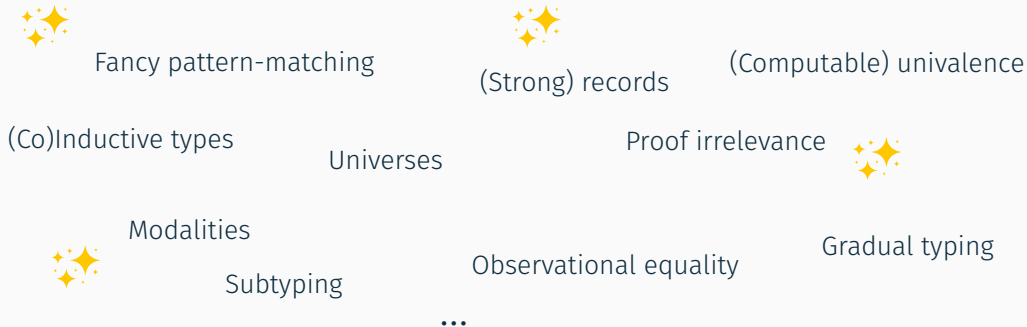 Fancy pattern-matching
(Strong) records
(Computable) univalence
(Co)Inductive types
Universes
Proof irrelevance
Modalities
Subtyping
Observational equality
Gradual typing
...